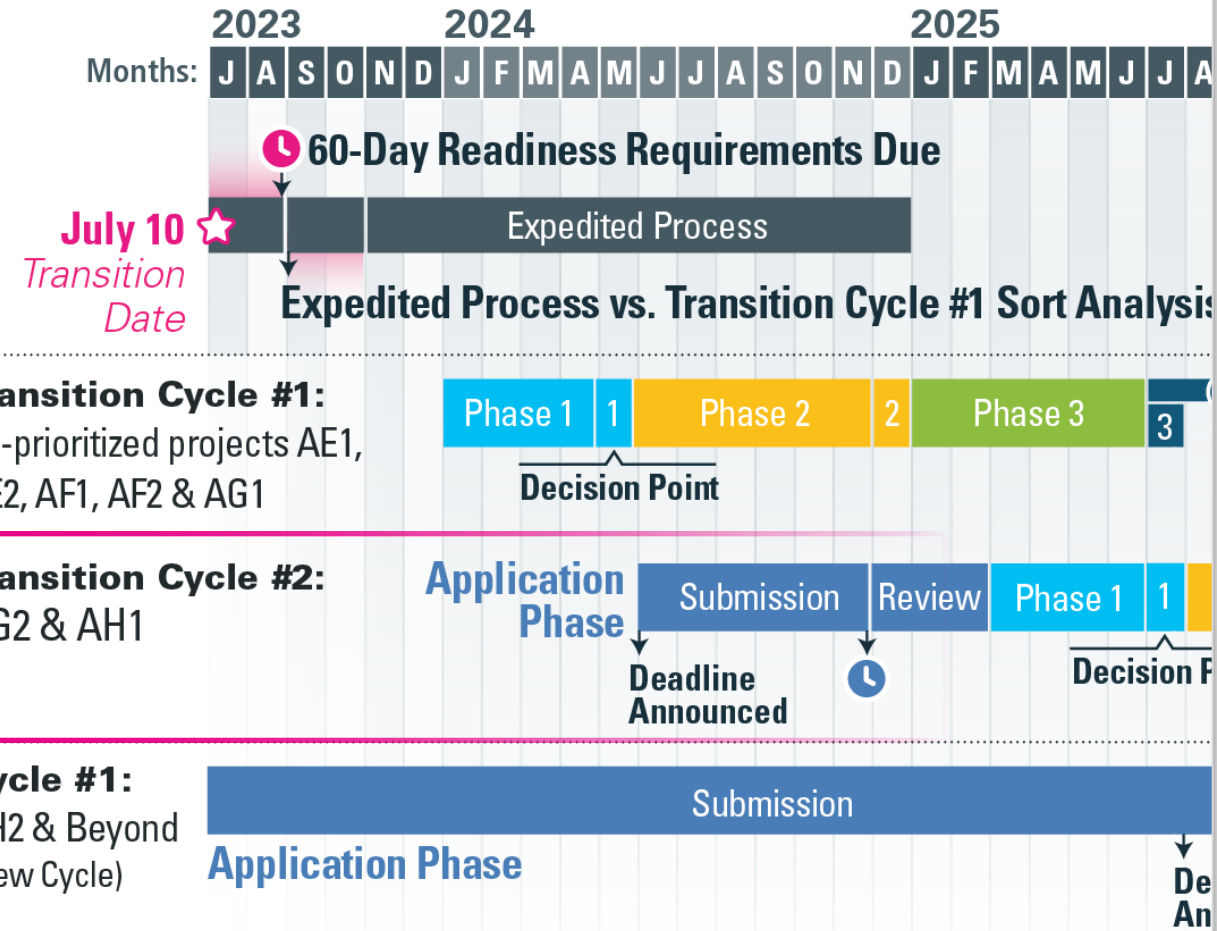 2023 2024 2025
Months: J A S O N D J F M A M J J A S O N D J F M A M J J A
60-Day Readiness Requirements Due
July 10
Transition
Date
Expedited Process
Expedited Process vs. Transition Cycle #1 Sort Analysis
ansition Cycle #1:
-prioritized projects AE1,
E2, AF1, AF2 & AG1
Phase 1 1 Phase 2 2 Phase 3 3
Decision Point
ansition Cycle #2:
G2 & AH1
Application
Phase
Submission Review Phase 1 1
Deadline
Announced
Decision P
ycle #1:
H2 & Beyond
ew Cycle)
Submission
Application Phase
De
An